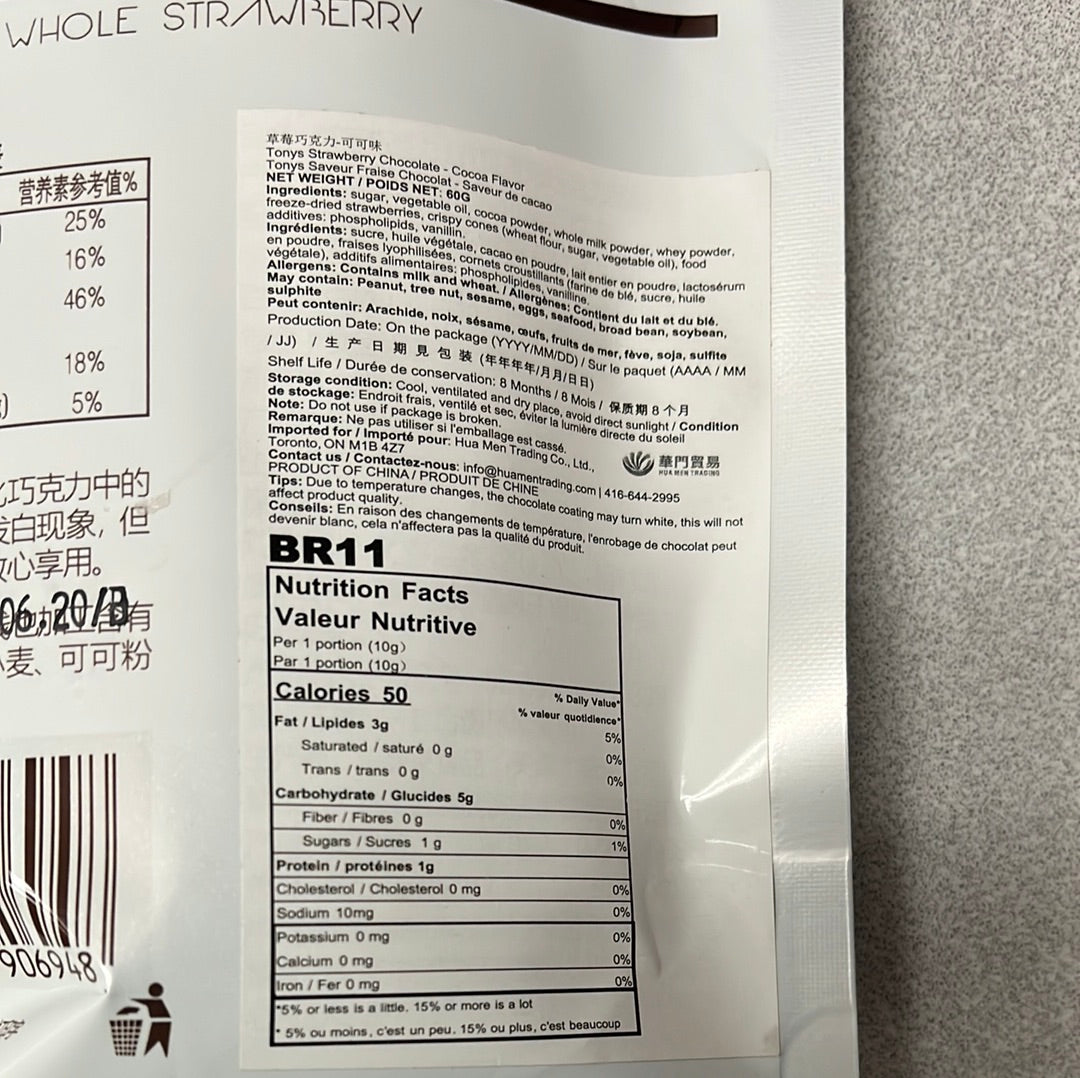 WHOLE STRAWBERRY
营养素参考值%
25%
16%
46%
18%
5%
巧克力中的
白现象，但
心享用。
06.20/B
有
麦、可可粉
906948
草莓巧克力-可可味
Tonys Strawberry Chocolate - Cocoa Flavor
Tonys Saveur Fraise Chocolat - Saveur de cacao
NET WEIGHT / POIDS NET: 60G
Ingredients: sugar, vegetable oil, cocoa powder, whole milk powder, whey powder,
freeze-dried strawberries, crispy cones (wheat flour, sugar, vegetable oil), food
additives: phospholipids, vanillin.
Ingrédients: sucre, huile végétale, cacao en poudre, lait entier en poudre, lactosérum
en poudre, fraises lyophilisées, cornets croustillants (farine de blé, sucre, huile
végétale), additifs alimentaires: phospholipides, vanilline.
Allergens: Contains milk and wheat. / Allergènes: Contient du lait et du blé.
May contain: Peanut, tree nut, sesame, eggs, seafood, broad bean, soybean,
sulphite
Peut contenir: Arachide, noix, sésame, œufs, fruits de mer, fève, soja, sulfite
Production Date: On the package (YYYY/MM/DD) / Sur le paquet (AAAA / MM
/ JJ) / 生产日期見包裝 (年年年年/月月/日日)
Shelf Life / Durée de conservation: 8 Months / 8 Mois / 保质期 8 个月
Storage condition: Cool, ventilated and dry place, avoid direct sunlight / Condition
de stockage: Endroit frais, ventilé et sec, éviter la lumière directe du soleil
Note: Do not use if package is broken.
Remarque: Ne pas utiliser si l'emballage est cassé.
Imported for / Importé pour: Hua Men Trading Co., Ltd.,
Toronto, ON M1B 4Z7
華門貿易
HUA MEN TRADING
Contact us / Contactez-nous: info@huamentrading.com | 416-644-2995
PRODUCT OF CHINA / PRODUIT DE CHINE
Tips: Due to temperature changes, the chocolate coating may turn white, this will not
affect product quality.
Conseils: En raison des changements de température, l'enrobage de chocolat peut
devenir blanc, cela n'affectera pas la qualité du produit.
BR11
Nutrition Facts
Valeur Nutritive
Per 1 portion (10g)
Par 1 portion (10g)
Calories 50
% Daily Value*
% valeur quotidience*
Fat / Lipides 3g 5%
Saturated / saturé 0 g 0%
Trans / trans 0 g 0%
Carbohydrate / Glucides 5g
Fiber / Fibres 0 g 0%
Sugars / Sucres 1 g 1%
Protein / protéines 1g
Cholesterol / Cholesterol 0 mg 0%
Sodium 10mg 0%
Potassium 0 mg 0%
Calcium 0 mg 0%
Iron / Fer 0 mg 0%
*5% or less is a little. 15% or more is a lot
* 5% ou moins, c'est un peu. 15% ou plus, c'est beaucoup